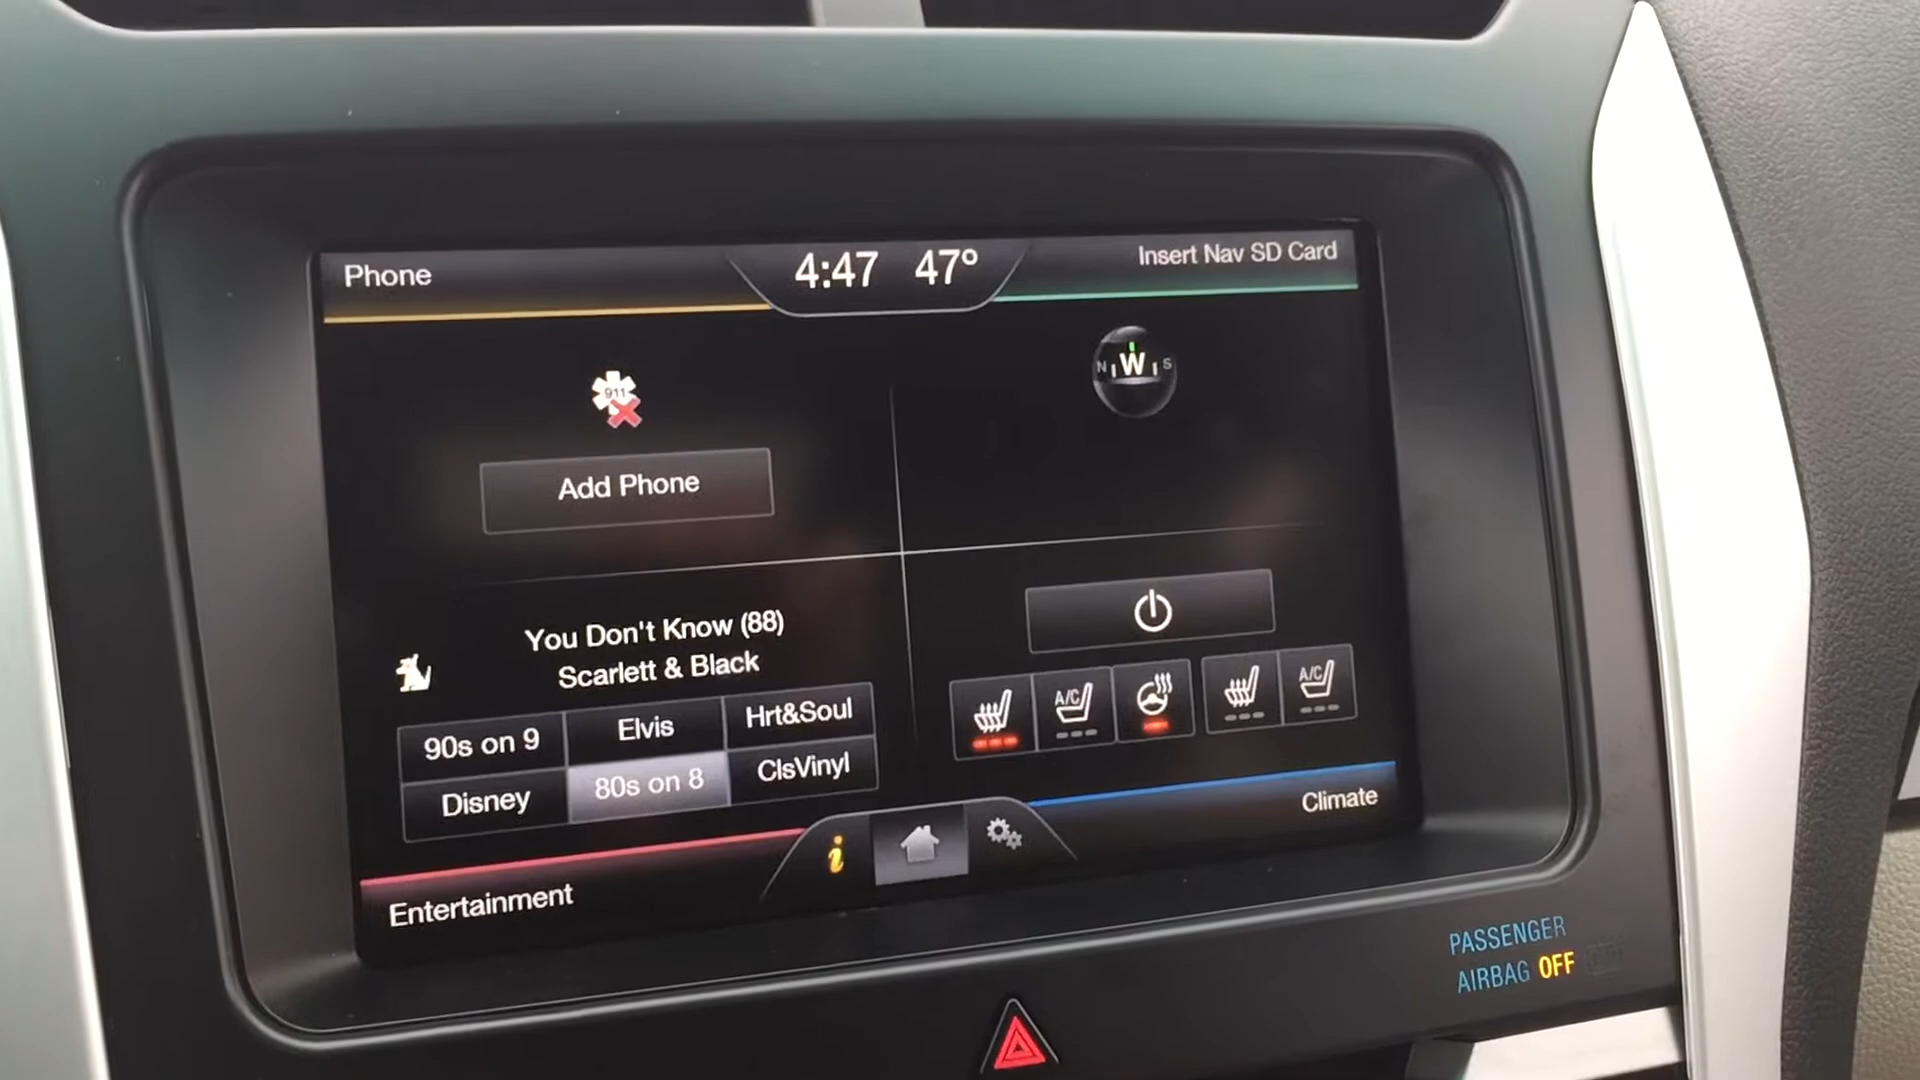 Phone
4:47 47°
Insert Nav SD Card
911
N W S
Add Phone
You Don't Know (88)
Scarlett & Black
90s on 9
Elvis
Hrt&Soul
Disney
80s on 8
ClsVinyl
A/C
A/C
Climate
i
Entertainment
PASSENGER
AIRBAG OFF